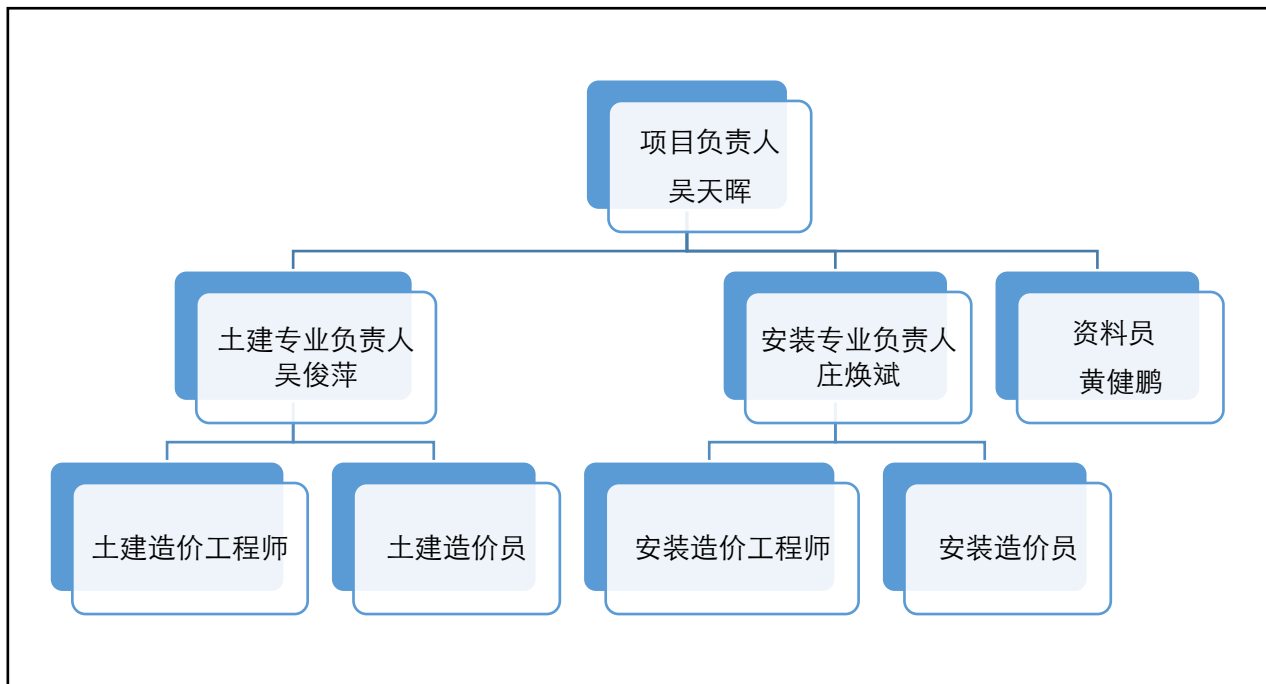 项目负责人
吴天晖
土建专业负责人
吴俊萍
安装专业负责人
庄焕斌
资料员
黄健鹏
土建造价工程师
土建造价员
安装造价工程师
安装造价员